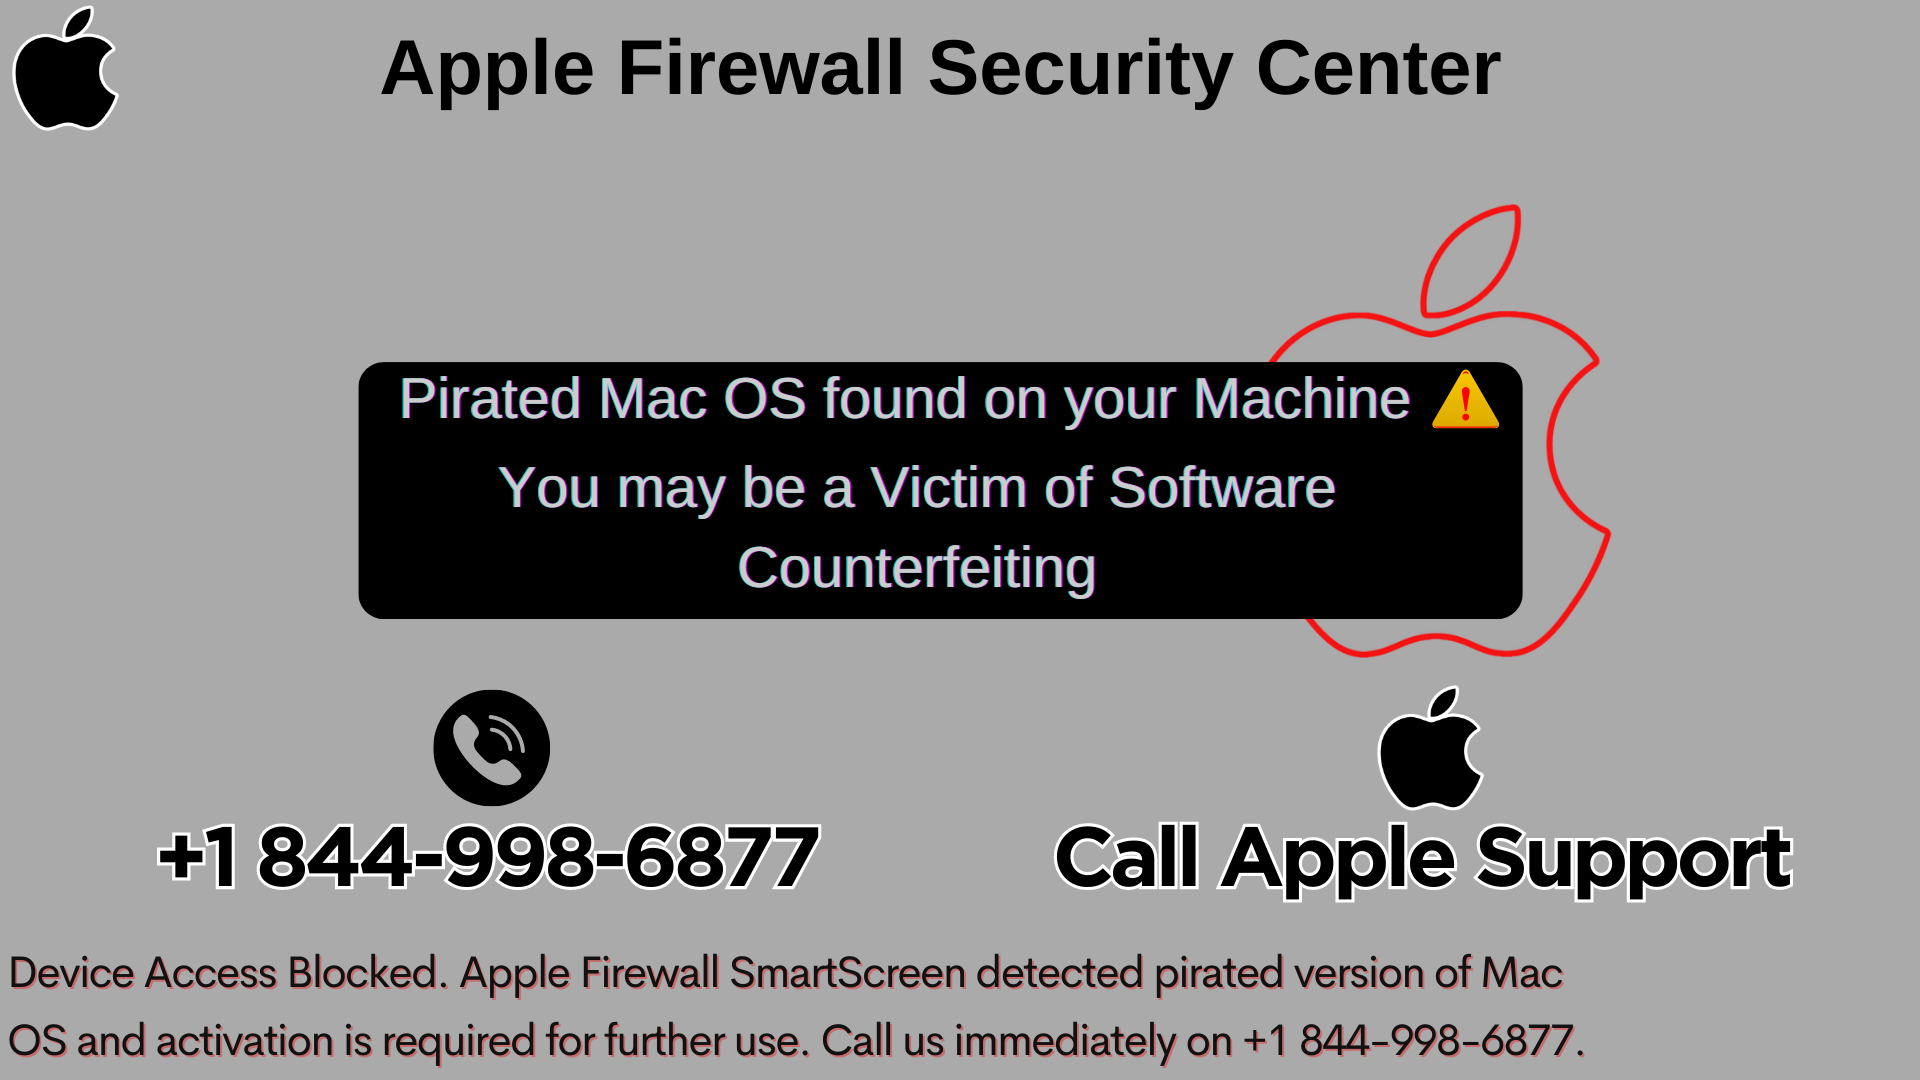 Apple Firewall Security Center
Pirated Mac OS found on your Machine ⚠️
You may be a Victim of Software
Counterfeiting
+1 844-998-6877
Call Apple Support
Device Access Blocked. Apple Firewall SmartScreen detected pirated version of Mac
OS and activation is required for further use. Call us immediately on +1 844-998-6877.